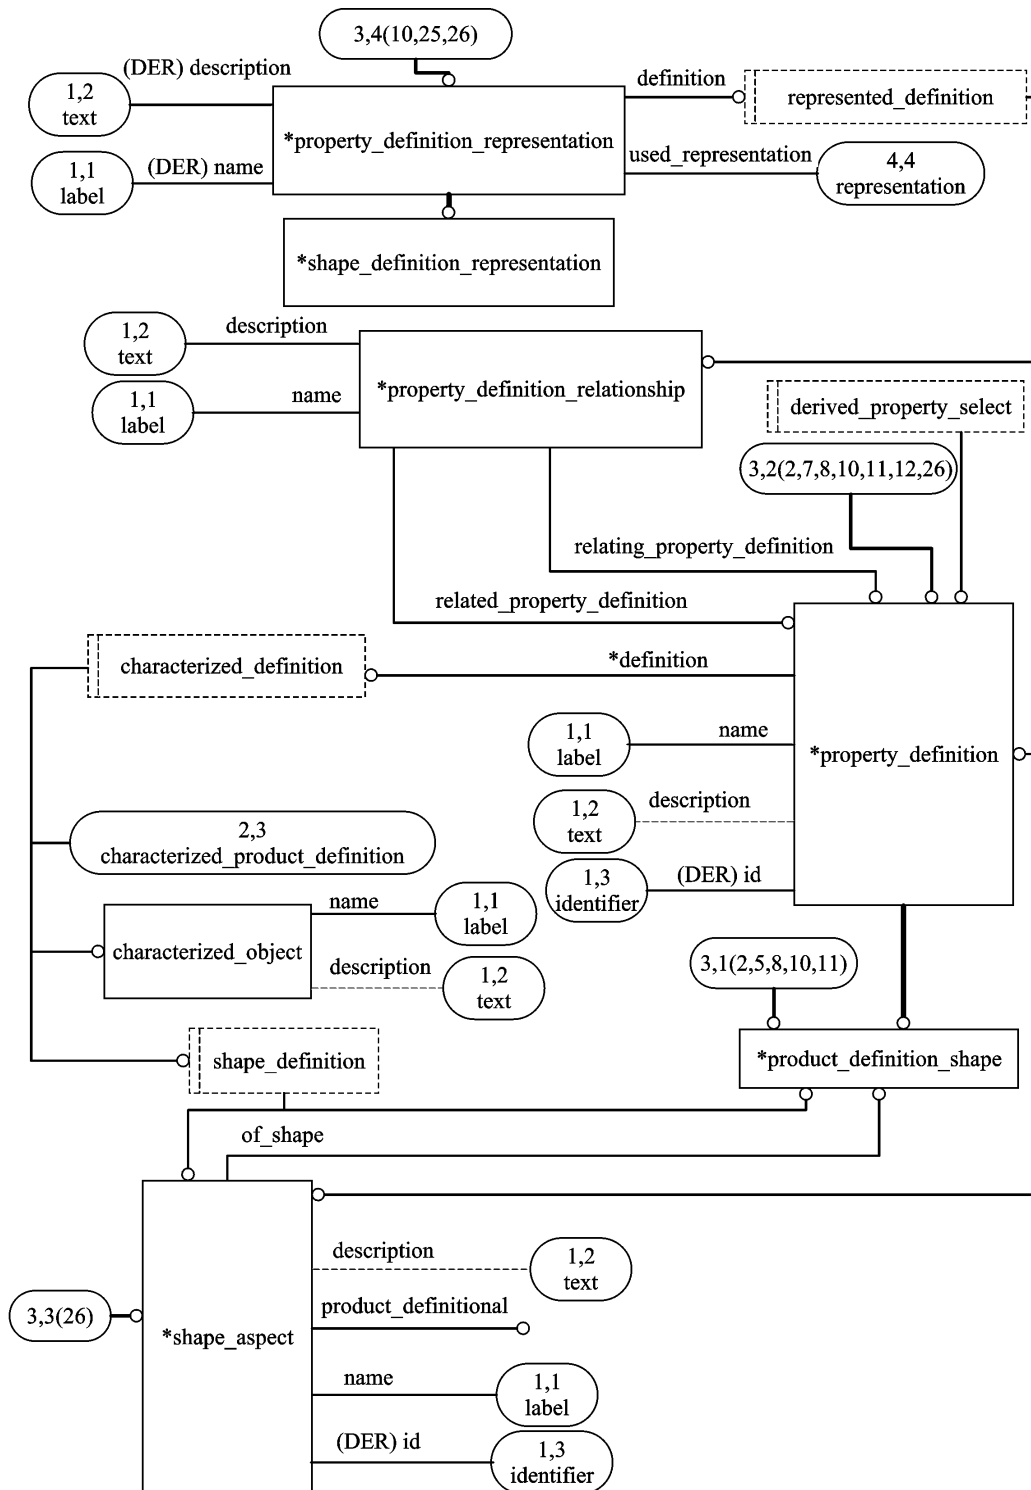 3,4(10,25,26)
(DER) description
1,2
text
definition
represented_definition
*property_definition_representation
(DER) name
1,1
label
used_representation
4,4
representation
*shape_definition_representation
description
1,2
text
*property_definition_relationship
name
1,1
label
derived_property_select
3,2(2,7,8,10,11,12,26)
relating_property_definition
related_property_definition
characterized_definition
*definition
name
1,1
label
*property_definition
description
1,2
text
2,3
characterized_product_definition
(DER) id
1,3
identifier
name
1,1
label
characterized_object
description
1,2
text
3,1(2,5,8,10,11)
shape_definition
*product_definition_shape
of_shape
description
1,2
text
product_definitional
3,3(26)
*shape_aspect
name
1,1
label
(DER) id
1,3
identifier